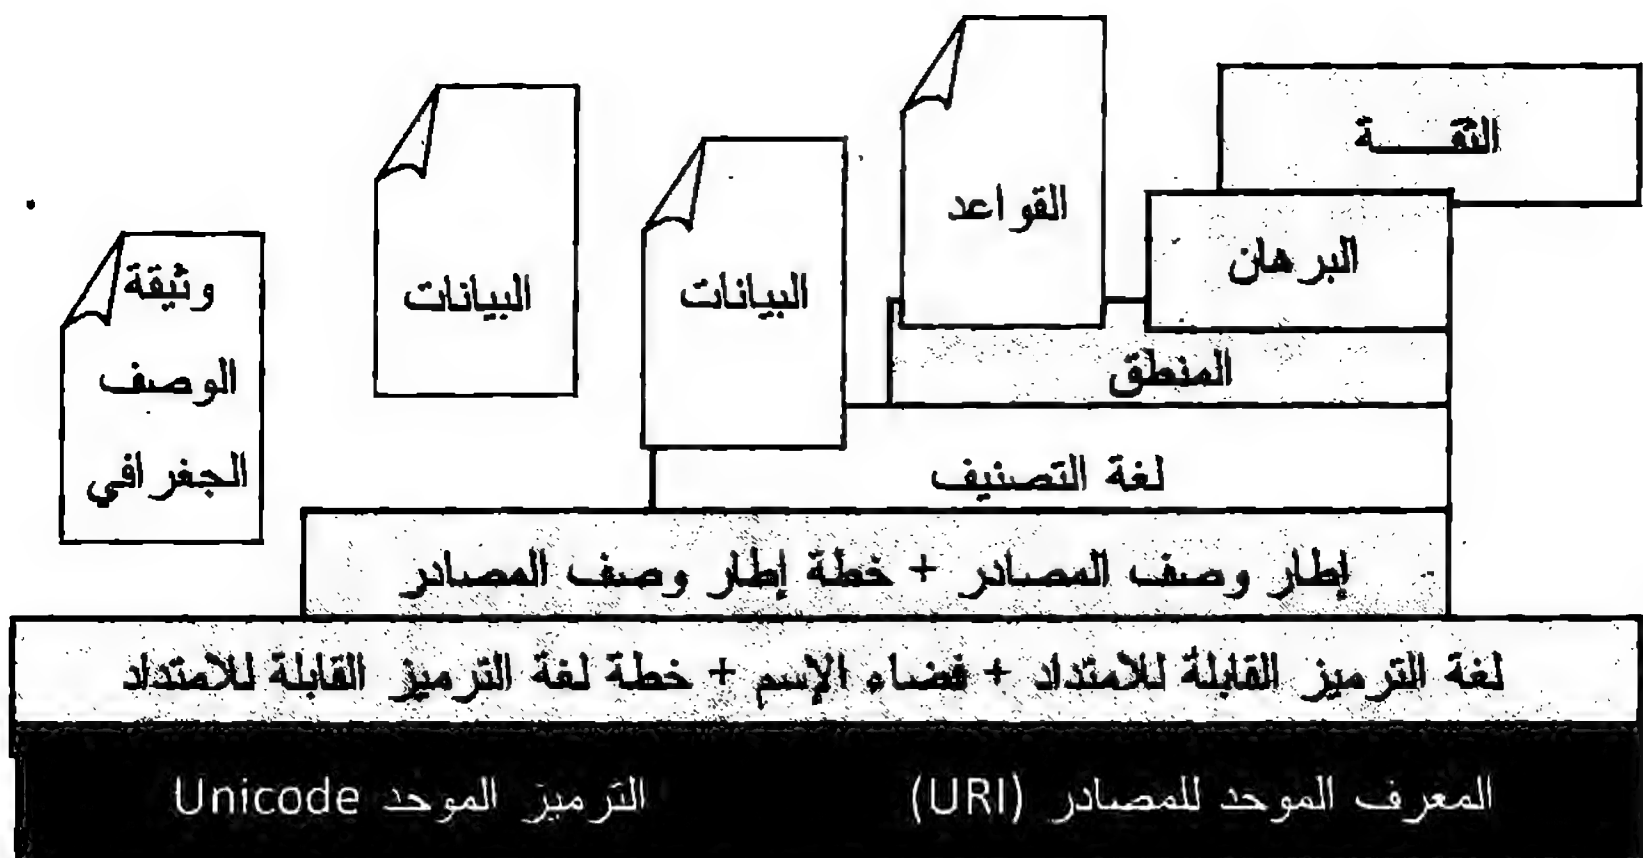 الثقـــــة
القواعد
البرهان
البيانات
البيانات
وثيقة
الوصف
الجغرافي
المنطق
لغة التصنيف
إطار وصف المصادر + خطة إطار وصف المصادر
لغة الترميز القابلة للامتداد + فضاء الإسم + خطة لغة الترميز القابلة للامتداد
المعرف الموحد للمصادر (URI)
الترميز الموحد Unicode